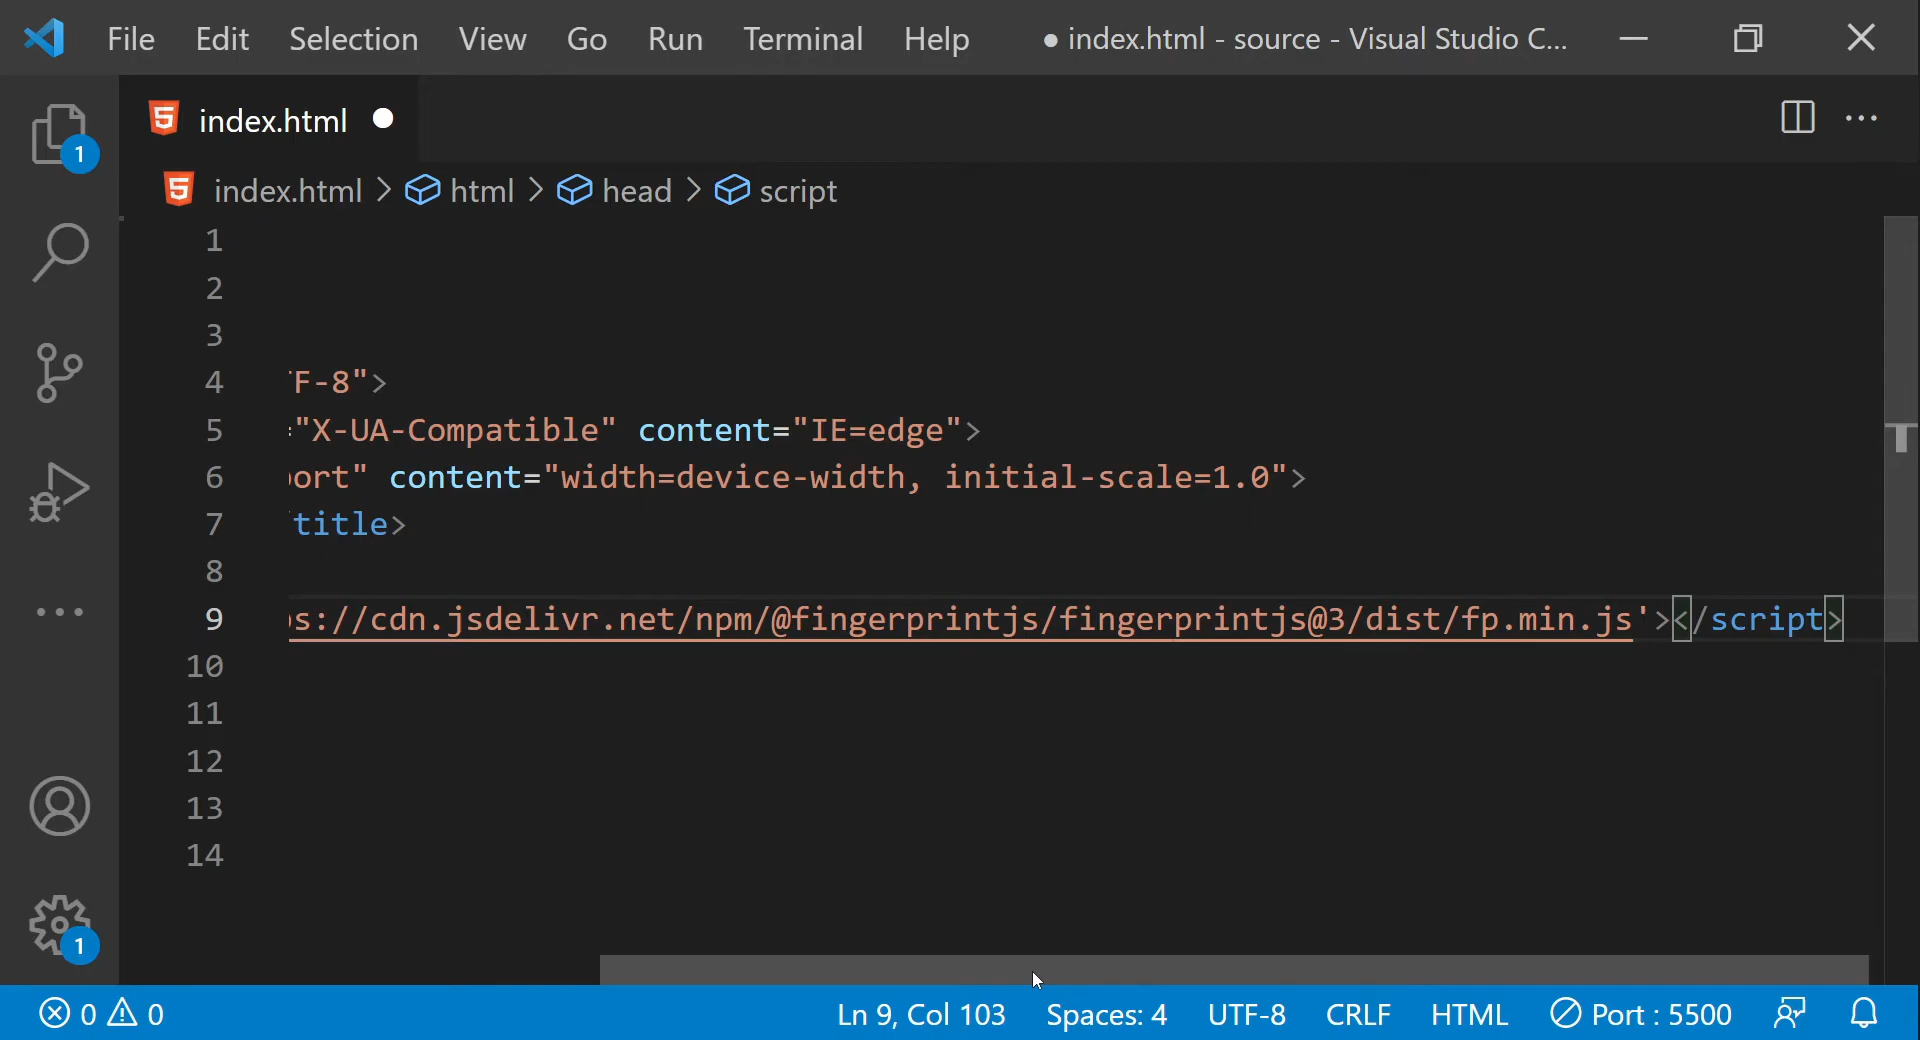 File Edit Selection View Go Run Terminal Help ● index.html - source - Visual Studio C...
index.html
index.html > html > head > script
1
1
2
3
4 F-8">
5 ="X-UA-Compatible" content="IE=edge">
6 ort" content="width=device-width, initial-scale=1.0">
7 title>
8
9 s://cdn.jsdelivr.net/npm/@fingerprintjs/fingerprintjs@3/dist/fp.min.js'></script>
10
11
12
13
14
1
0 0 Ln 9, Col 103 Spaces: 4 UTF-8 CRLF HTML Port : 5500